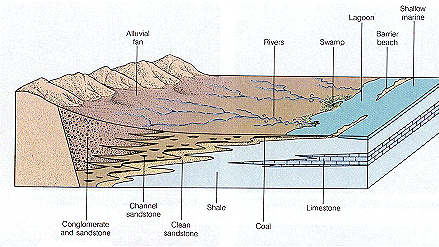 Shallow
marine
Lagoon
Barrier
beach
Alluvial
fan
Rivers
Swamp
Conglomerate
and sandstone
Channel
sandstone
Clean
sandstone
Shale
Coal
Limestone